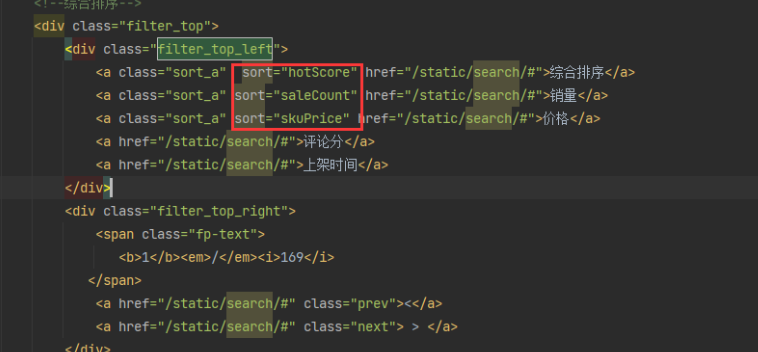 <!--综合排序-->
<div class="filter_top">
<div class="filter_top_left">
<a class="sort_a"  sort="hotScore" href="/static/search/#">综合排序</a>
<a class="sort_a" sort="saleCount" href="/static/search/#">销量</a>
<a class="sort_a" sort="skuPrice" href="/static/search/#">价格</a>
<a href="/static/search/#">评论分</a>
<a href="/static/search/#">上架时间</a>
</div>
<div class="filter_top_right">
<span class="fp-text">
<b>1</b><em>/</em><i>169</i>
</span>
<a href="/static/search/#" class="prev"><</a>
<a href="/static/search/#" class="next"> > </a>
</div>